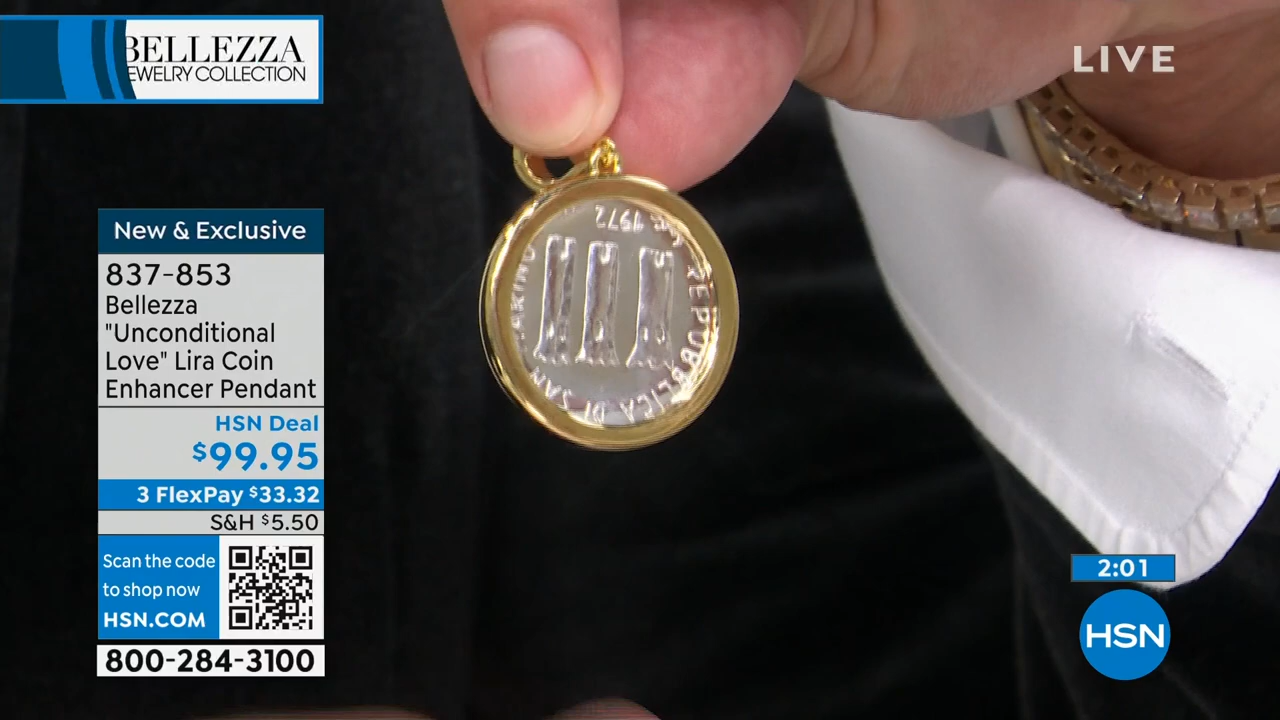 BELLEZZA
JEWELRY COLLECTION
LIVE
New & Exclusive
837-853
Bellezza
"Unconditional
Love" Lira Coin
Enhancer Pendant
HSN Deal
$99.95
3 FlexPay $33.32
S&H $5.50
Scan the code
to shop now
HSN.COM
800-284-3100
1972
REPUBBLICA DI SAN MARINO
2:01
HSN